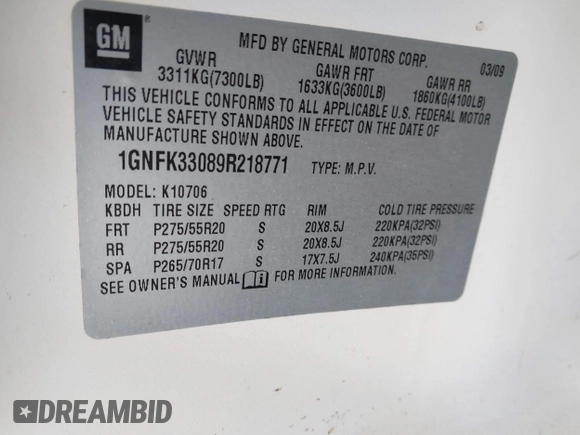 GM
MFD BY GENERAL MOTORS CORP. 03/09
GVWR GAWR FRT GAWR RR
3311KG(7300LB) 1633KG(3600LB) 1860KG(4100LB)
THIS VEHICLE CONFORMS TO ALL APPLICABLE U.S. FEDERAL MOTOR
VEHICLE SAFETY STANDARDS IN EFFECT ON THE DATE OF
MANUFACTURE SHOWN ABOVE.
1GNFK33089R218771 TYPE: M.P.V.
MODEL: K10706
KBDH TIRE SIZE SPEED RTG RIM COLD TIRE PRESSURE
FRT P275/55R20 S 20X8.5J 220KPA(32PSI)
RR P275/55R20 S 20X8.5J 220KPA(32PSI)
SPA P265/70R17 S 17X7.5J 240KPA(35PSI)
SEE OWNER'S MANUAL FOR MORE INFORMATION.
DREAMBID